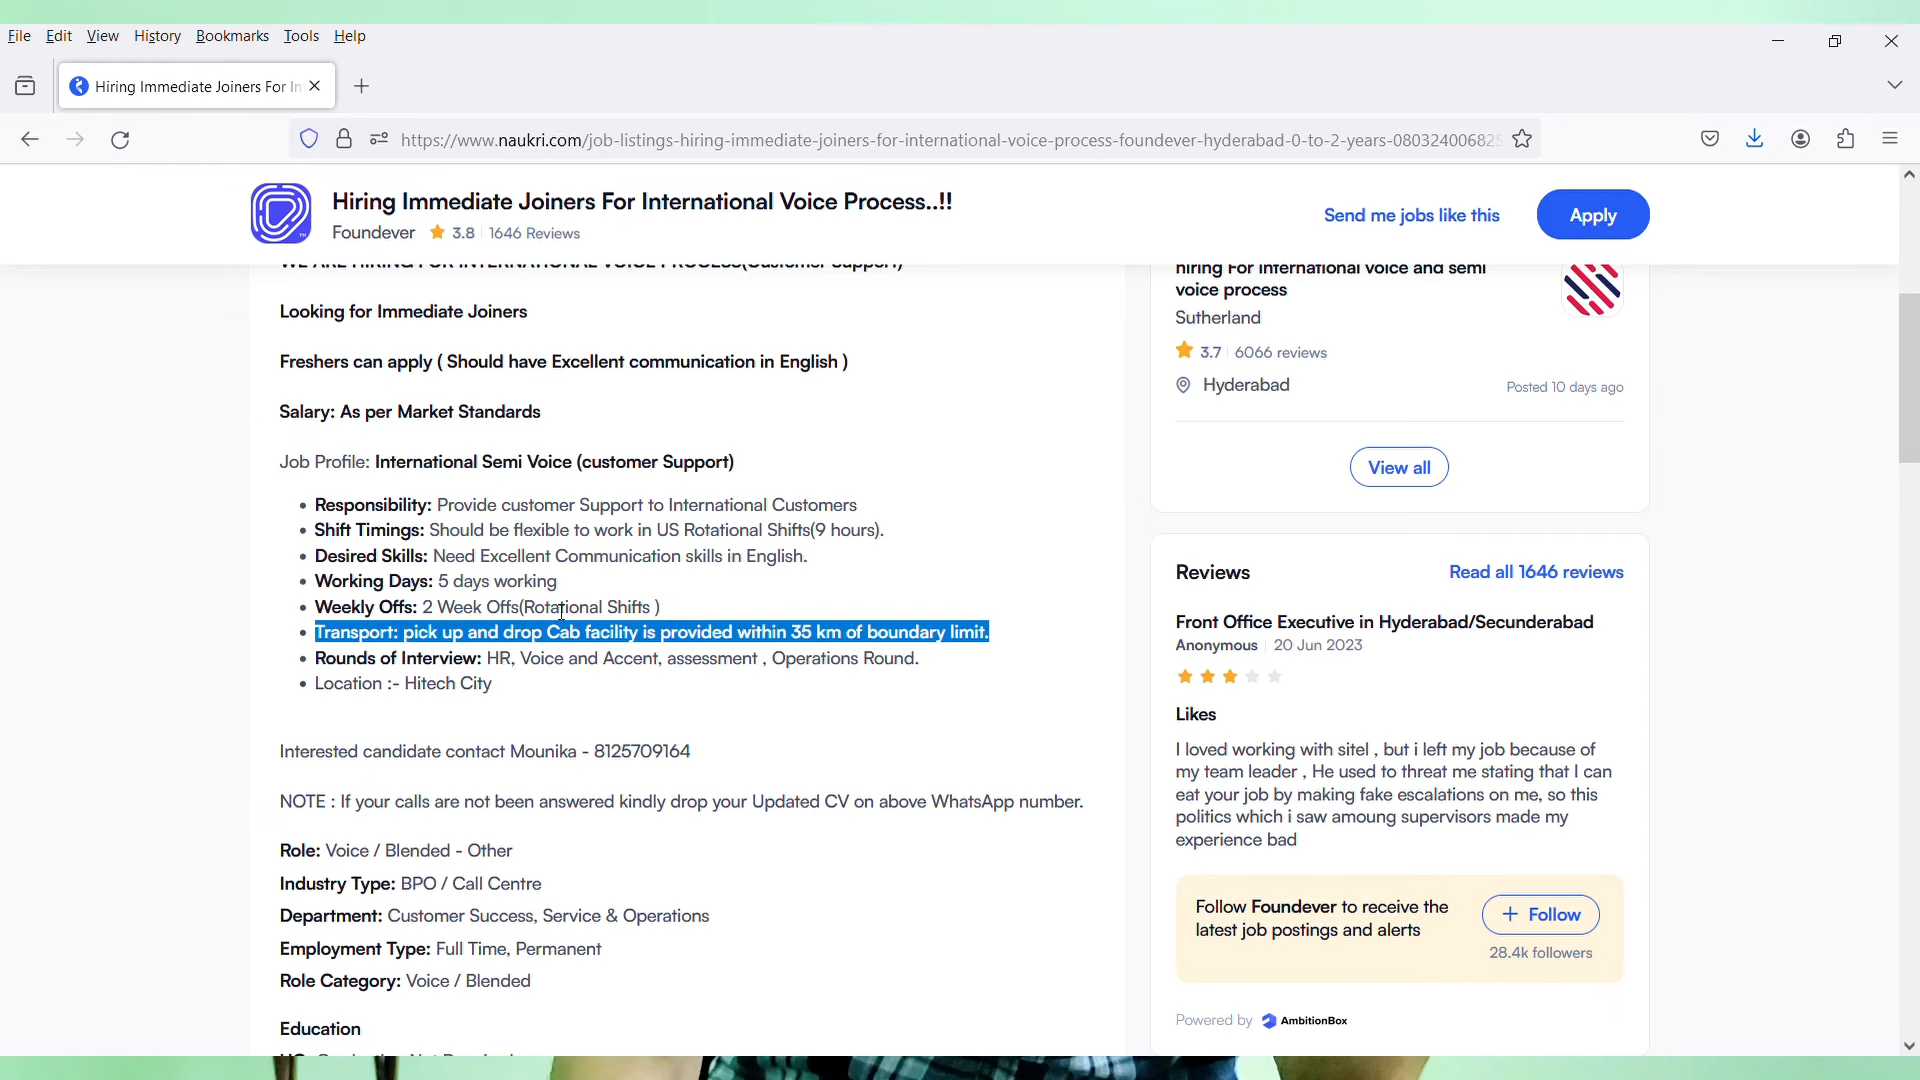 File Edit View History Bookmarks Tools Help
Hiring Immediate Joiners For In
https://www.naukri.com/job-listings-hiring-immediate-joiners-for-international-voice-process-foundever-hyderabad-0-to-2-years-080324006825
Hiring Immediate Joiners For International Voice Process..!!
Foundever 3.8 1646 Reviews
Send me jobs like this
Apply
WE ARE HIRING FOR INTERNATIONAL VOICE PROCESS(Customer Support)
Looking for Immediate Joiners
Freshers can apply ( Should have Excellent communication in English )
Salary: As per Market Standards
Job Profile: International Semi Voice (customer Support)
• Responsibility: Provide customer Support to International Customers
• Shift Timings: Should be flexible to work in US Rotational Shifts(9 hours).
• Desired Skills: Need Excellent Communication skills in English.
• Working Days: 5 days working
• Weekly Offs: 2 Week Offs(Rotational Shifts )
• Transport: pick up and drop Cab facility is provided within 35 km of boundary limit.
• Rounds of Interview: HR, Voice and Accent, assessment , Operations Round.
• Location :- Hitech City
Interested candidate contact Mounika - 8125709164
NOTE : If your calls are not been answered kindly drop your Updated CV on above WhatsApp number.
Role: Voice / Blended - Other
Industry Type: BPO / Call Centre
Department: Customer Success, Service & Operations
Employment Type: Full Time, Permanent
Role Category: Voice / Blended
Education
hiring For international voice and semi
voice process
Sutherland
3.7 6066 reviews
Hyderabad
Posted 10 days ago
View all
Reviews
Read all 1646 reviews
Front Office Executive in Hyderabad/Secunderabad
Anonymous 20 Jun 2023
Likes
I loved working with sitel , but i left my job because of
my team leader , He used to threat me stating that I can
eat your job by making fake escalations on me, so this
politics which i saw amoung supervisors made my
experience bad
Follow Foundever to receive the
latest job postings and alerts
+ Follow
28.4k followers
Powered by AmbitionBox